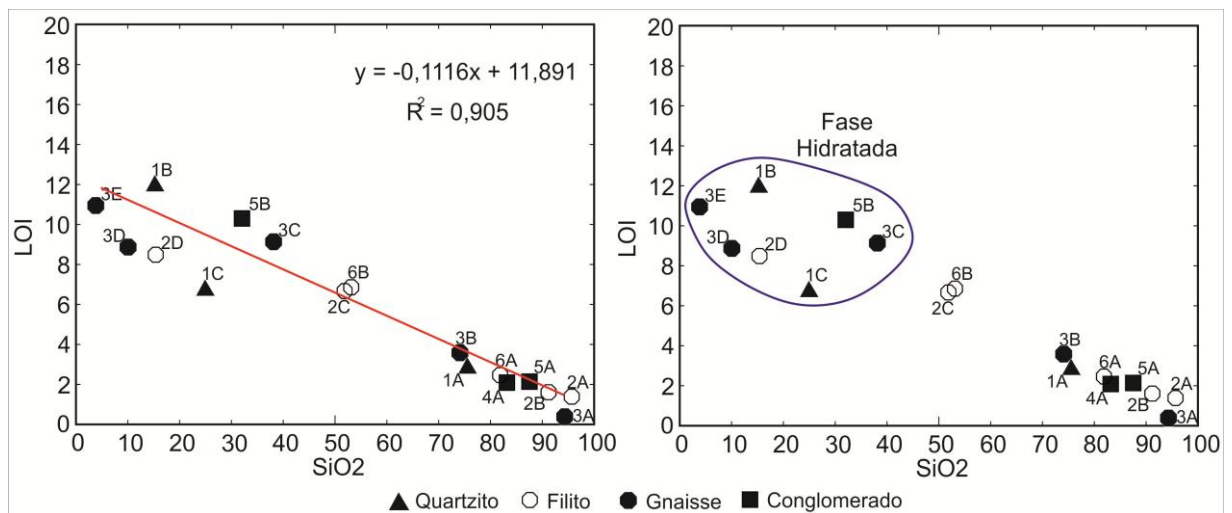 20
18
16
14
12
10
8
6
4
2
0
LOI
y = -0,1116x + 11,891
R² = 0,905
3E
1B
3D
2D
1C
5B
3C
6B
2C
3B
1A
6A
4A
5A
2B
2A
3A
0 10 20 30 40 50 60 70 80 90 100
SiO2
20
18
16
14
12
10
8
6
4
2
0
LOI
Fase
Hidratada
3E
1B
3D
2D
1C
5B
3C
6B
2C
3B
1A
6A
4A
5A
2B
2A
3A
0 10 20 30 40 50 60 70 80 90 100
SiO2
Quartzito Filito Gnaisse Conglomerado